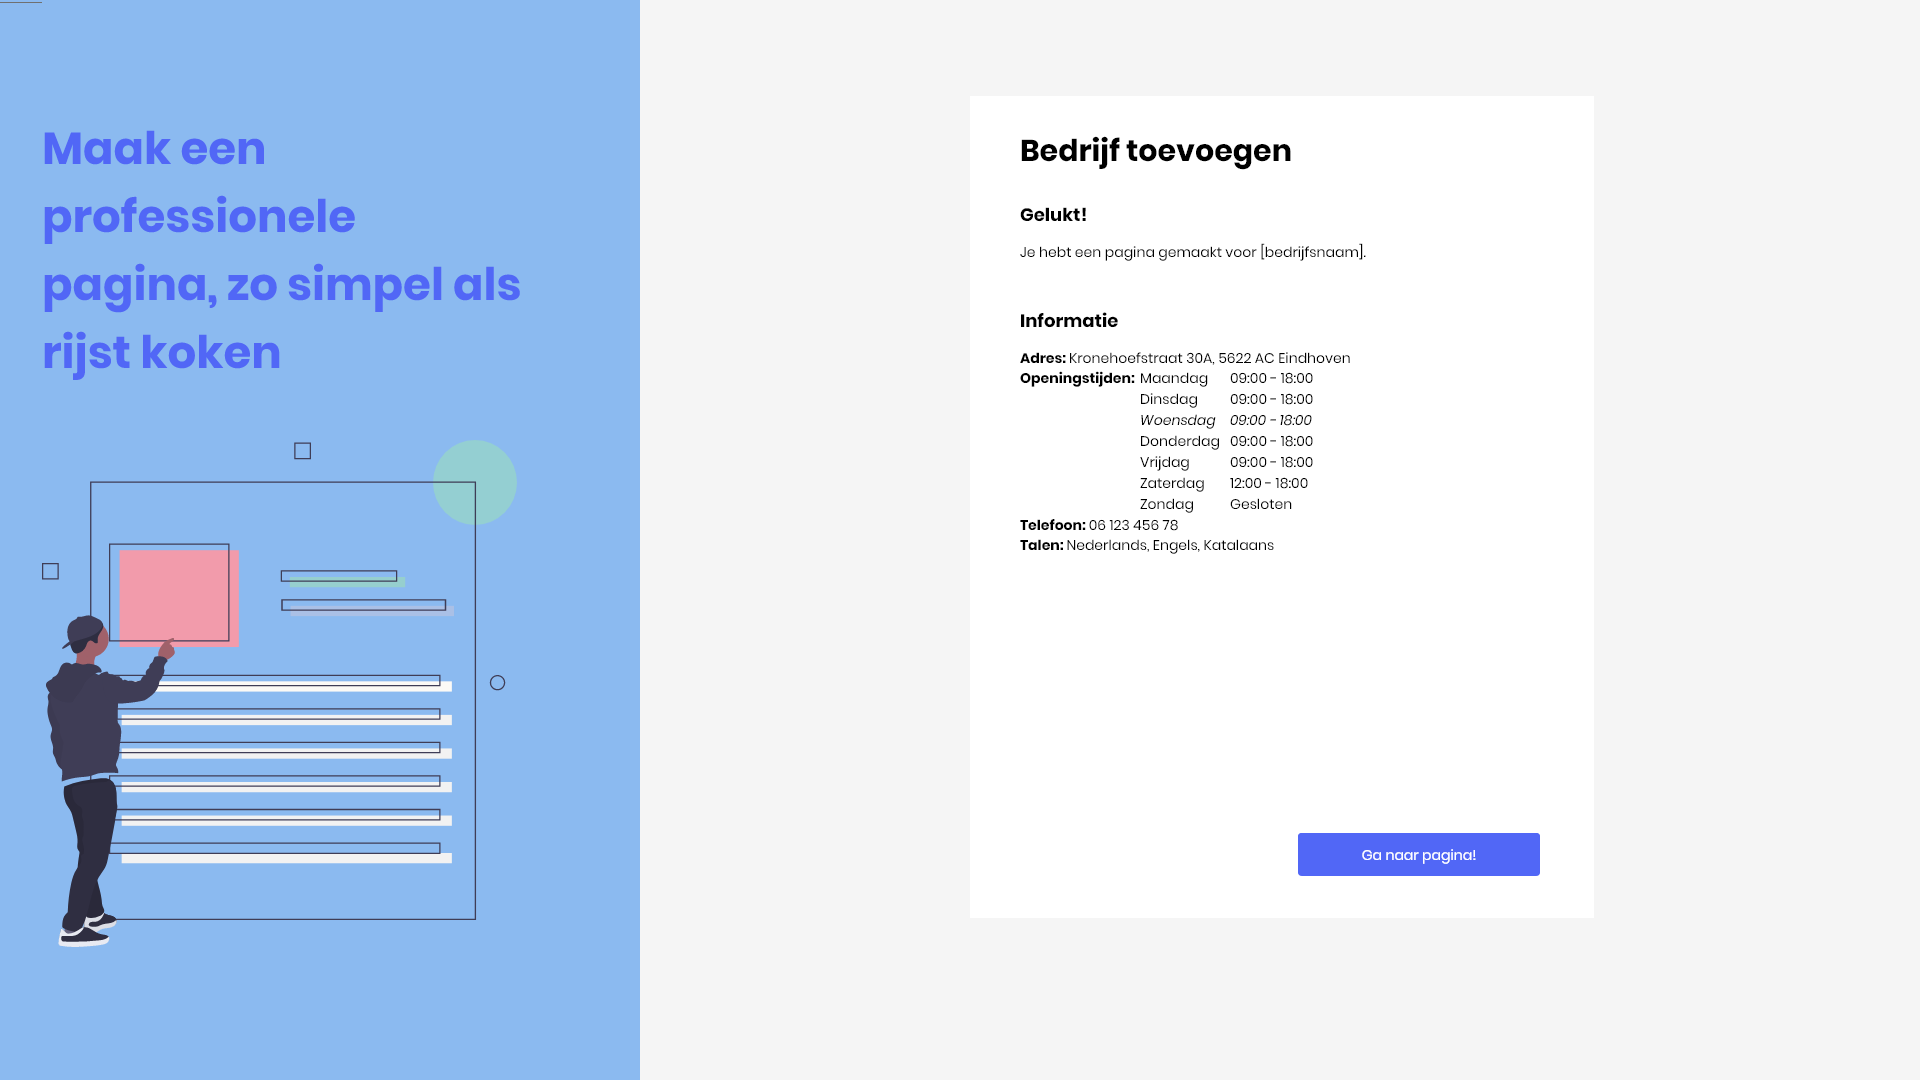 Maak een
professionele
pagina, zo simpel als
rijst koken
Bedrijf toevoegen
Gelukt!
Je hebt een pagina gemaakt voor [bedrijfsnaam].
Informatie
Adres: Kronehoefstraat 30A, 5622 AC Eindhoven
Openingstijden: Maandag 09:00 - 18:00
Dinsdag 09:00 - 18:00
Woensdag 09:00 - 18:00
Donderdag 09:00 - 18:00
Vrijdag 09:00 - 18:00
Zaterdag 12:00 - 18:00
Zondag Gesloten
Telefoon: 06 123 456 78
Talen: Nederlands, Engels, Katalaans
Ga naar pagina!